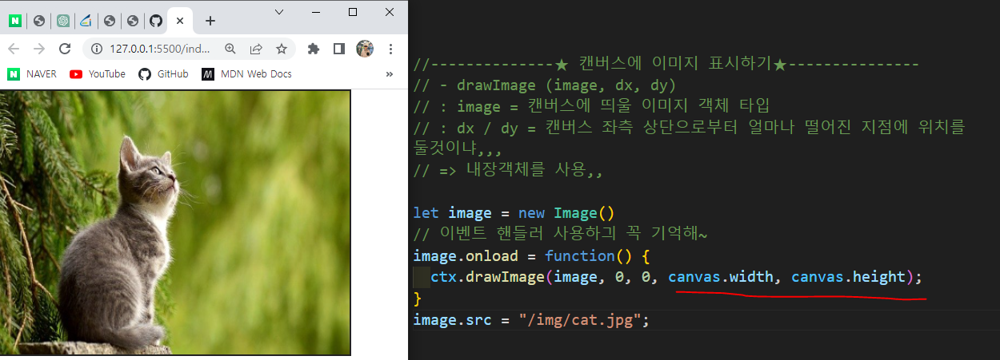 127.0.0.1:5500/ind...
NAVER
YouTube
GitHub
MDN Web Docs
»
//--------------★ 캔버스에 이미지 표시하기★---------------
// - drawImage (image, dx, dy)
// : image = 캔버스에 띄울 이미지 객체 타입
// : dx / dy = 캔버스 좌측 상단으로부터 얼마나 떨어진 지점에 위치를
둘것이냐,,,
// => 내장객체를 사용,,
let image = new Image()
// 이벤트 핸들러 사용하긔 꼭 기억해~
image.onload = function() {
ctx.drawImage(image, 0, 0, canvas.width, canvas.height);
}
image.src = "/img/cat.jpg";